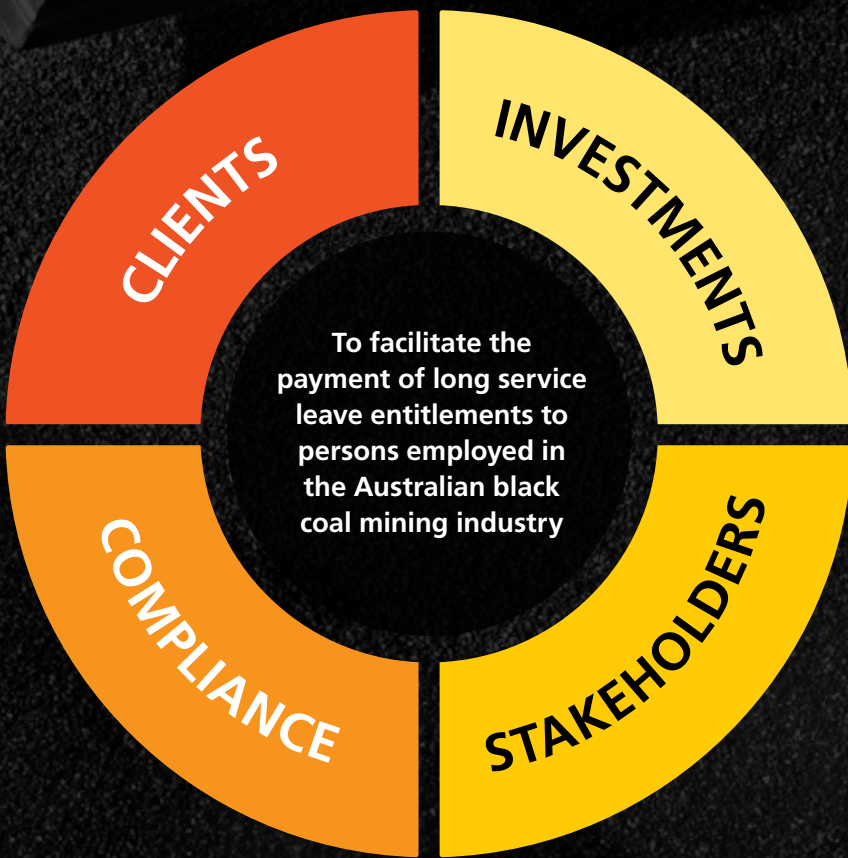 CLIENTS
INVESTMENTS
To facilitate the
payment of long service
leave entitlements to
persons employed in
the Australian black
coal mining industry
COMPLIANCE
STAKEHOLDERS